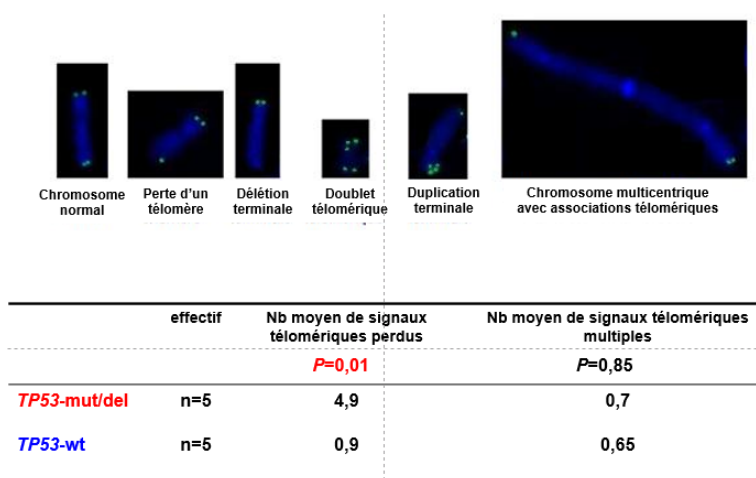 Chromosome normal
Perte d'un télomère
Délétion terminale
Doublet télomérique
Duplication terminale
Chromosome multicentrique
avec associations télomériques
effectif
Nb moyen de signaux
télomériques perdus
Nb moyen de signaux télomériques
multiples
P=0,01
P=0,85
TP53-mut/del n=5 4,9 0,7
TP53-wt n=5 0,9 0,65